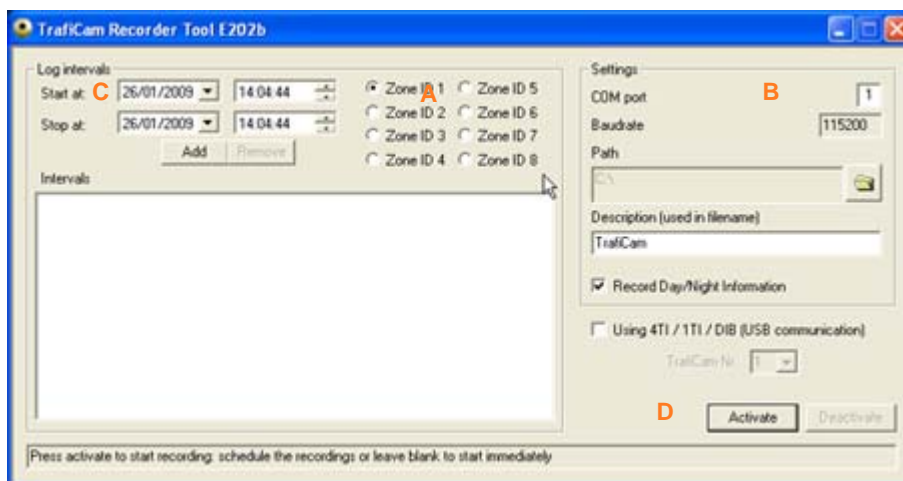 TrafiCam Recorder Tool E202b
Log intervals
Start at: C 26/01/2009 14:04:44
Stop at: 26/01/2009 14:04:44
Add Remove
Zone ID 1 A Zone ID 5
Zone ID 2 Zone ID 6
Zone ID 3 Zone ID 7
Zone ID 4 Zone ID 8
Intervals
Settings
COM port B 1
Baudrate 115200
Path
C:\
Description (used in filename)
TrafiCam
Record Day/Night Information
Using 4TI / 1TI / DIB (USB communication)
TrafiCam Nr 1
D Activate Deactivate
Press activate to start recording: schedule the recordings or leave blank to start immediately